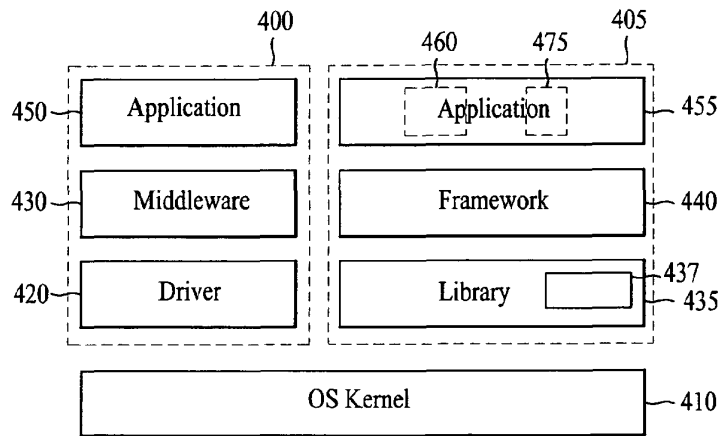 400
460
475
405
450
Application
Application
455
430
Middleware
Framework
440
420
Driver
Library
437
435
OS Kernel
410